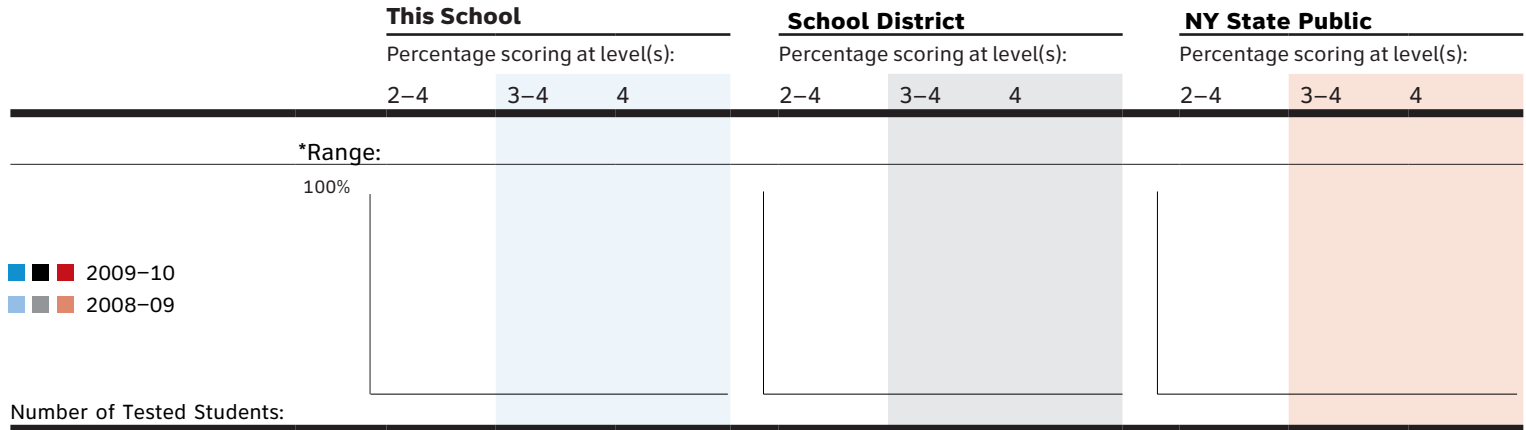 This School School District NY State Public
Percentage scoring at level(s): Percentage scoring at level(s): Percentage scoring at level(s):
2–4 3–4 4 2–4 3–4 4 2–4 3–4 4
*Range:
100%
2009–10
2008–09
Number of Tested Students: